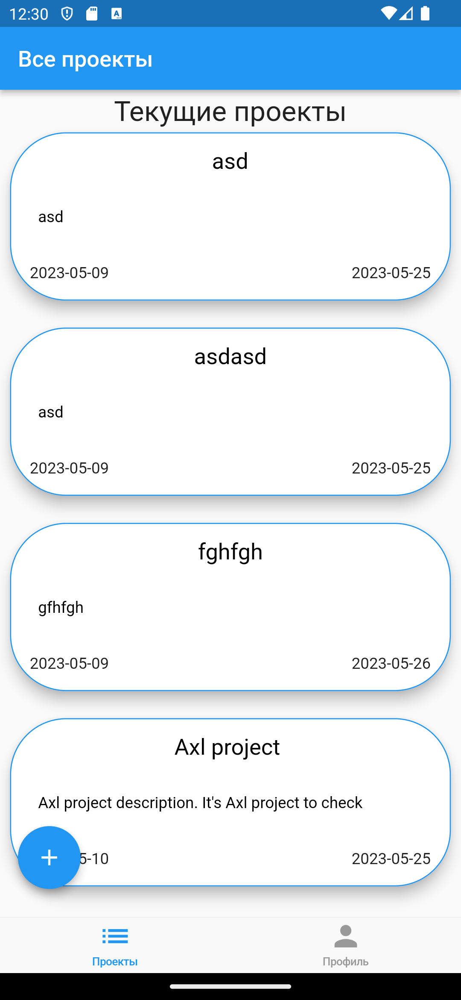 12:30
Все проекты
Текущие проекты
asd
asd
2023-05-09 2023-05-25
asdasd
asd
2023-05-09 2023-05-25
fghfgh
gfhfgh
2023-05-09 2023-05-26
Axl project
Axl project description. It's Axl project to check
5-10 2023-05-25
Проекты Профиль